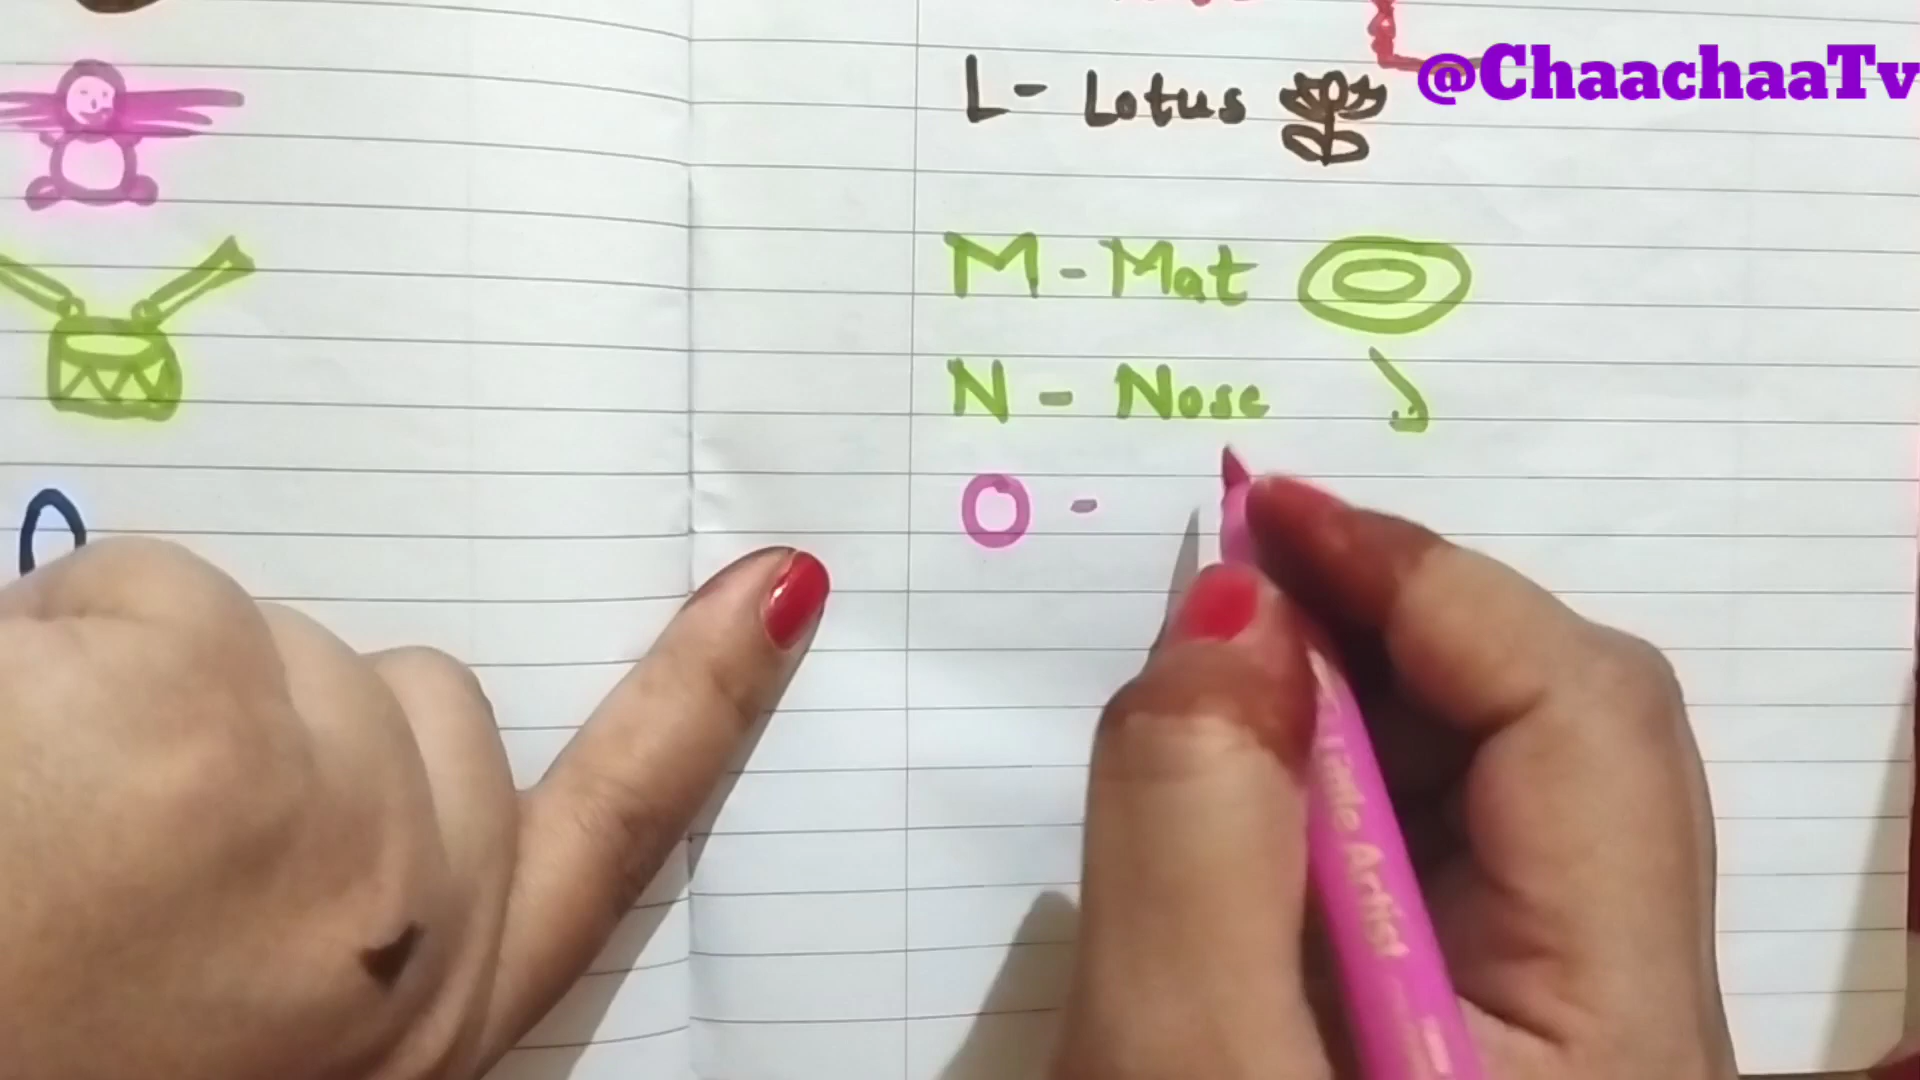 @ChaachaaTv
L - Lotus
M - Mat
N - Nose
O -
Little Artist